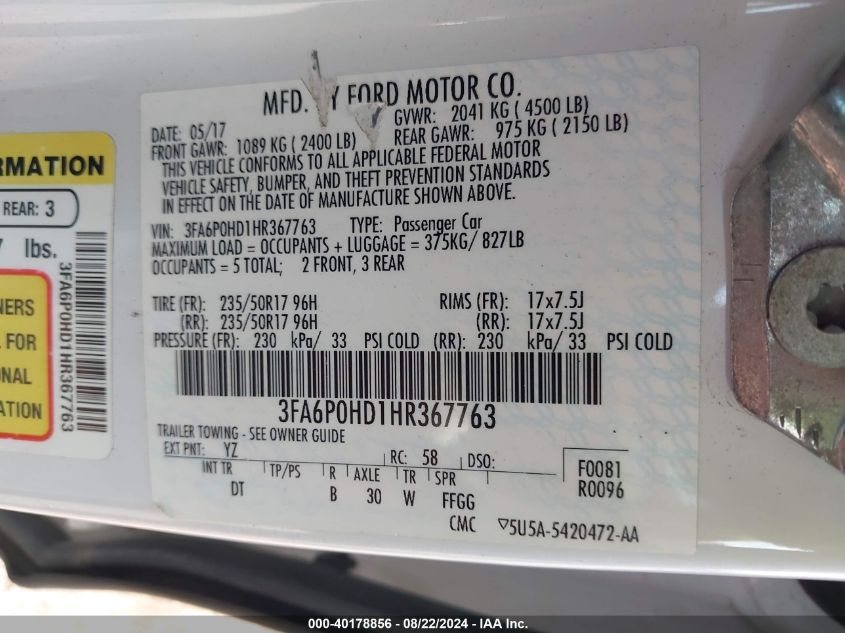 MFD. Y FORD MOTOR CO.
DATE: 05/17 GVWR: 2041 KG ( 4500 LB)
FRONT GAWR: 1089 KG ( 2400 LB) REAR GAWR: 975 KG ( 2150 LB)
THIS VEHICLE CONFORMS TO ALL APPLICABLE FEDERAL MOTOR
VEHICLE SAFETY, BUMPER, AND THEFT PREVENTION STANDARDS
IN EFFECT ON THE DATE OF MANUFACTURE SHOWN ABOVE.
VIN: 3FA6P0HD1HR367763 TYPE: Passenger Car
MAXIMUM LOAD = OCCUPANTS + LUGGAGE = 375KG/ 827LB
OCCUPANTS = 5 TOTAL; 2 FRONT, 3 REAR
TIRE (FR): 235/50R17 96H RIMS (FR): 17x7.5J
(RR): 235/50R17 96H (RR): 17x7.5J
PRESSURE (FR): 230 kPa/ 33 PSI COLD (RR): 230 kPa/ 33 PSI COLD
3FA6P0HD1HR367763
TRAILER TOWING - SEE OWNER GUIDE
EXT PNT: YZ RC: 58 DSO:
INT TR TP/PS R AXLE TR SPR
DT B 30 W FFGG
F0081
R0096
CMC ▽5U5A-5420472-AA
RMATION
REAR: 3
7 lbs.
NERS
L FOR
ONAL
ATION
3FA6P0HD1HR367763
000-40178856 - 08/22/2024 - IAA Inc.